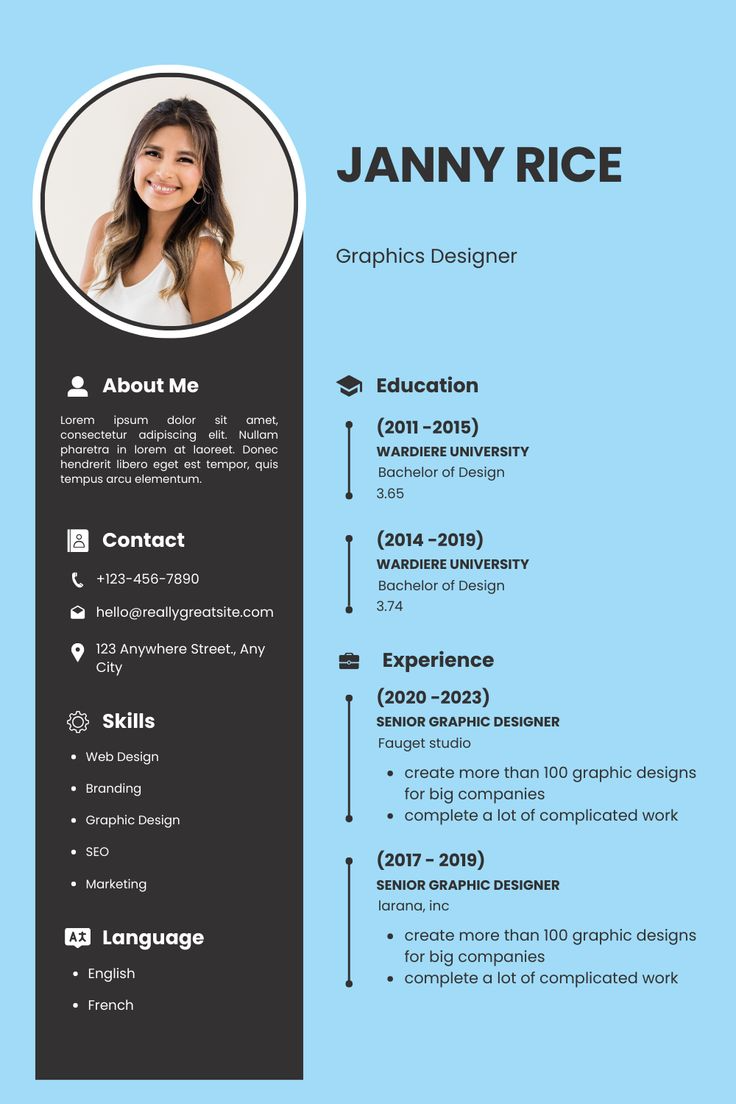 JANNY RICE
Graphics Designer
About Me
Lorem ipsum dolor sit amet,
consectetur adipiscing elit. Nullam
pharetra in lorem at laoreet. Donec
hendrerit libero eget est tempor, quis
tempus arcu elementum.
Contact
+123-456-7890
hello@reallygreatsite.com
123 Anywhere Street., Any
City
Skills
Web Design
Branding
Graphic Design
SEO
Marketing
Language
English
French
Education
(2011 -2015)
WARDIERE UNIVERSITY
Bachelor of Design
3.65
(2014 -2019)
WARDIERE UNIVERSITY
Bachelor of Design
3.74
Experience
(2020 -2023)
SENIOR GRAPHIC DESIGNER
Fauget studio
create more than 100 graphic designs
for big companies
complete a lot of complicated work
(2017 - 2019)
SENIOR GRAPHIC DESIGNER
larana, inc
create more than 100 graphic designs
for big companies
complete a lot of complicated work